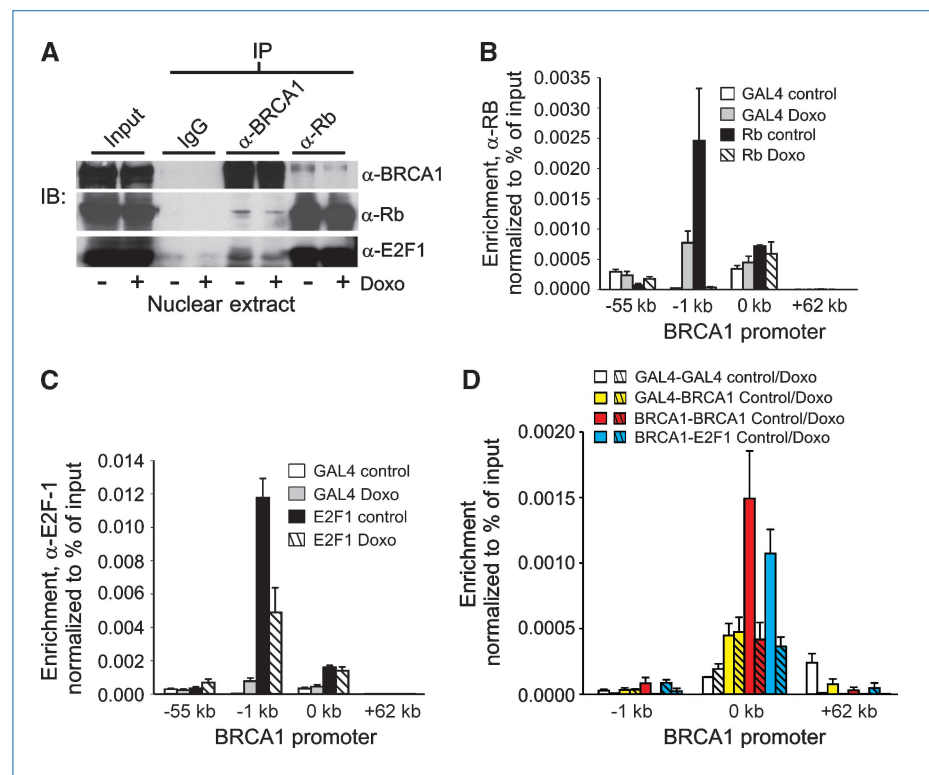 A
IP
Input
IgG
α-BRCA1
α-Rb
IB:
α-BRCA1
α-Rb
α-E2F1
- + - + - + - + Doxo
Nuclear extract
B
Enrichment, α-RB
normalized to % of input
0.0035
0.0030
0.0025
0.0020
0.0015
0.0010
0.0005
0.0000
GAL4 control
GAL4 Doxo
Rb control
Rb Doxo
-55 kb -1 kb 0 kb +62 kb
BRCA1 promoter
C
Enrichment, α-E2F-1
normalized to % of input
0.014
0.012
0.010
0.008
0.006
0.004
0.002
0.000
GAL4 control
GAL4 Doxo
E2F1 control
E2F1 Doxo
-55 kb -1 kb 0 kb +62 kb
BRCA1 promoter
D
GAL4-GAL4 control/Doxo
GAL4-BRCA1 Control/Doxo
BRCA1-BRCA1 Control/Doxo
BRCA1-E2F1 Control/Doxo
Enrichment
normalized to % of input
0.0020
0.0015
0.0010
0.0005
0.0000
-1 kb 0 kb +62 kb
BRCA1 promoter